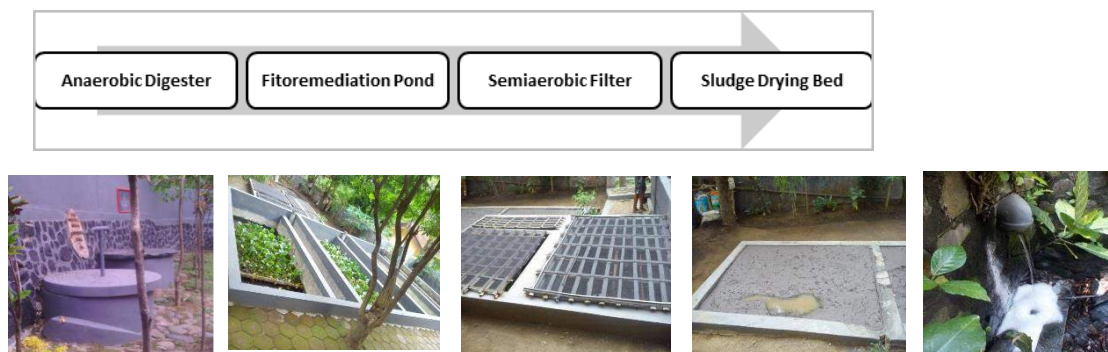 Anaerobic Digester
Fitoremediation Pond
Semiaerobic Filter
Sludge Drying Bed